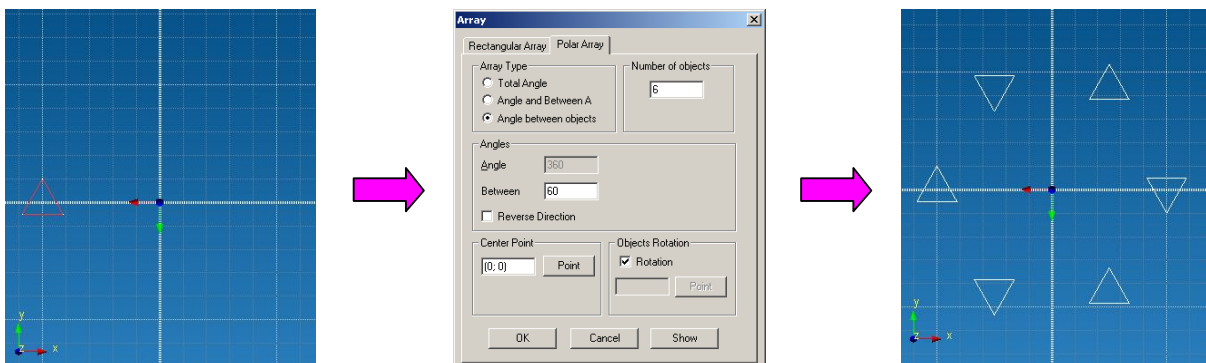 y
z x
Array
Rectangular Array Polar Array
Array Type
Total Angle
Angle and Between A
Angle between objects
Number of objects
6
Angles
Angle 360
Between 60
Reverse Direction
Center Point
(0; 0) Point
Objects Rotation
Rotation
Point
OK Cancel Show
y
z x